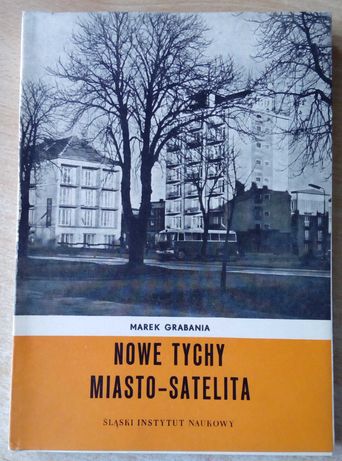 MAREK GRABANIA
NOWE TYCHY
MIASTO-SATELITA
ŚLĄSKI INSTYTUT NAUKOWY